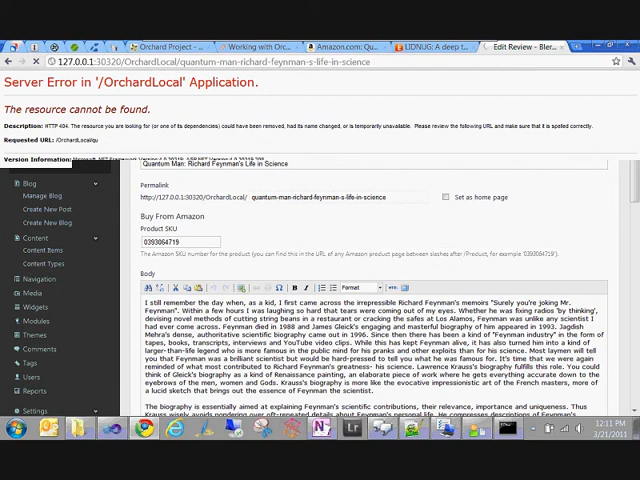 Orchard Project -
Working with Orc
Amazon.com: Qu
LIDNUG: A deep t
Edit Review - Ble
127.0.0.1:30320/OrchardLocal/quantum-man-richard-feynman-s-life-in-science
Server Error in '/OrchardLocal' Application.
The resource cannot be found.
Description: HTTP 404. The resource you are looking for (or one of its dependencies) could have been removed, had its name changed, or is temporarily unavailable. Please review the following URL and make sure that it is spelled correctly.
Requested URL: /OrchardLocal/qu
Version Information:
Quantum Man: Richard Feynman's Life in Science
Blog
Manage Blog
Create New Post
Create New Blog
Content
Content Items
Content Types
Navigation
Media
Widgets
Modules
Themes
Comments
Tags
Users
Reports
Settings
Permalink
http://127.0.0.1:30320/OrchardLocal/ quantum-man-richard-feynman-s-life-in-science
Set as home page
Buy From Amazon
Product SKU
0393064719
The Amazon SKU number for the product (you can find this in the URL of any Amazon product page between slashes after /Product, for example '0393064719').
Body
Format
I still remember the day when, as a kid, I first came across the irrepressible Richard Feynman's memoirs "Surely you're joking Mr.
Feynman". Within a few hours I was laughing so hard that tears were coming out of my eyes. Whether he was fixing radios 'by thinking',
devising novel methods of cutting string beans in a restaurant or cracking the safes at Los Alamos, Feynman was unlike any scientist I
had ever come across. Feynman died in 1988 and James Gleick's engaging and masterful biography of him appeared in 1993. Jagdish
Mehra's dense, authoritative scientific biography came out in 1996. Since then there has been a kind of "Feynman industry" in the form of
tapes, books, transcripts, interviews and YouTube video clips. While this has kept Feynman alive, it has also turned him into a kind of
larger-than-life legend who is more famous in the public mind for his pranks and other exploits than for his science. Most laymen will tell
you that Feynman was a brilliant scientist but would be hard-pressed to tell you what he was famous for. It's time that we were again
reminded of what most contributed to Richard Feynman's greatness- his science. Lawrence Krauss's biography fulfills this role. You could
think of Gleick's biography as a kind of Renaissance painting, an elaborate piece of work where he gets everything accurate down to the
eyebrows of the men, women and Gods. Krauss's biography is more like the evocative impressionistic art of the French masters, more of
a lucid sketch that brings out the essence of Feynman the scientist.
The biography is essentially aimed at explaining Feynman's scientific contributions, their relevance, importance and uniqueness. Thus
12:11 PM
3/21/2011